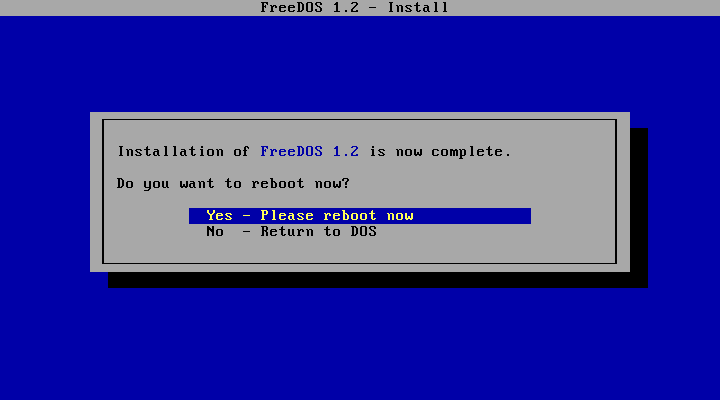 FreeDOS 1.2 - Install
Installation of FreeDOS 1.2 is now complete.
Do you want to reboot now?
Yes - Please reboot now
No - Return to DOS